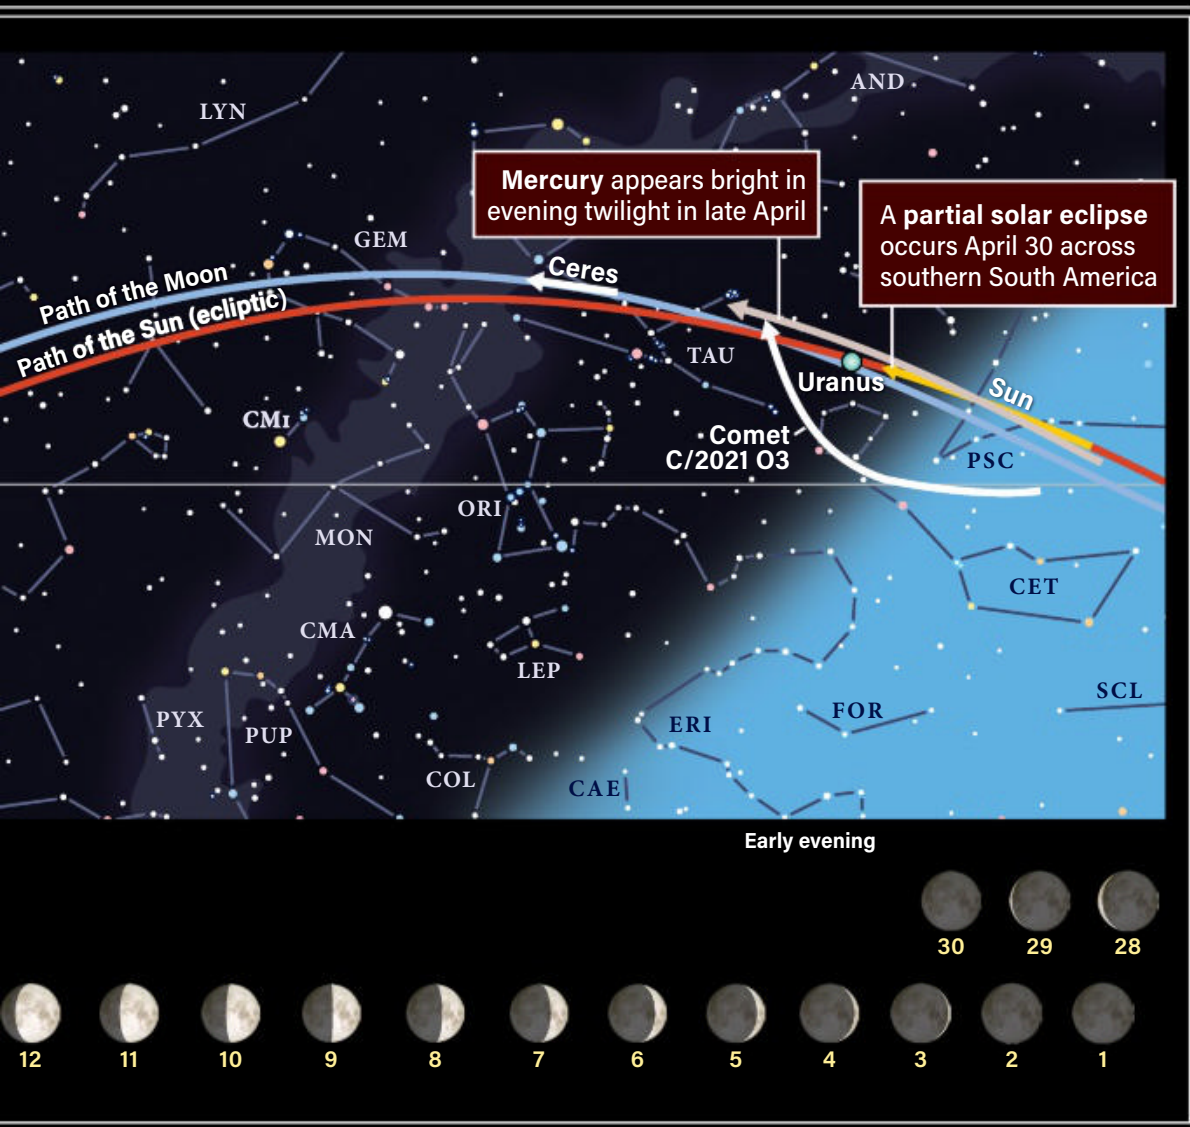 AND
LYN
Mercury appears bright in
evening twilight in late April
A partial solar eclipse
occurs April 30 across
southern South America
GEM
Ceres
Path of the Moon
Path of the Sun (ecliptic)
TAU
Uranus
Sun
CMi
Comet
C/2021 O3
PSC
ORI
MON
CET
CMA
LEP
SCL
PYX
PUP
ERI
FOR
COL
CAE
Early evening
30 29 28
12 11 10 9 8 7 6 5 4 3 2 1